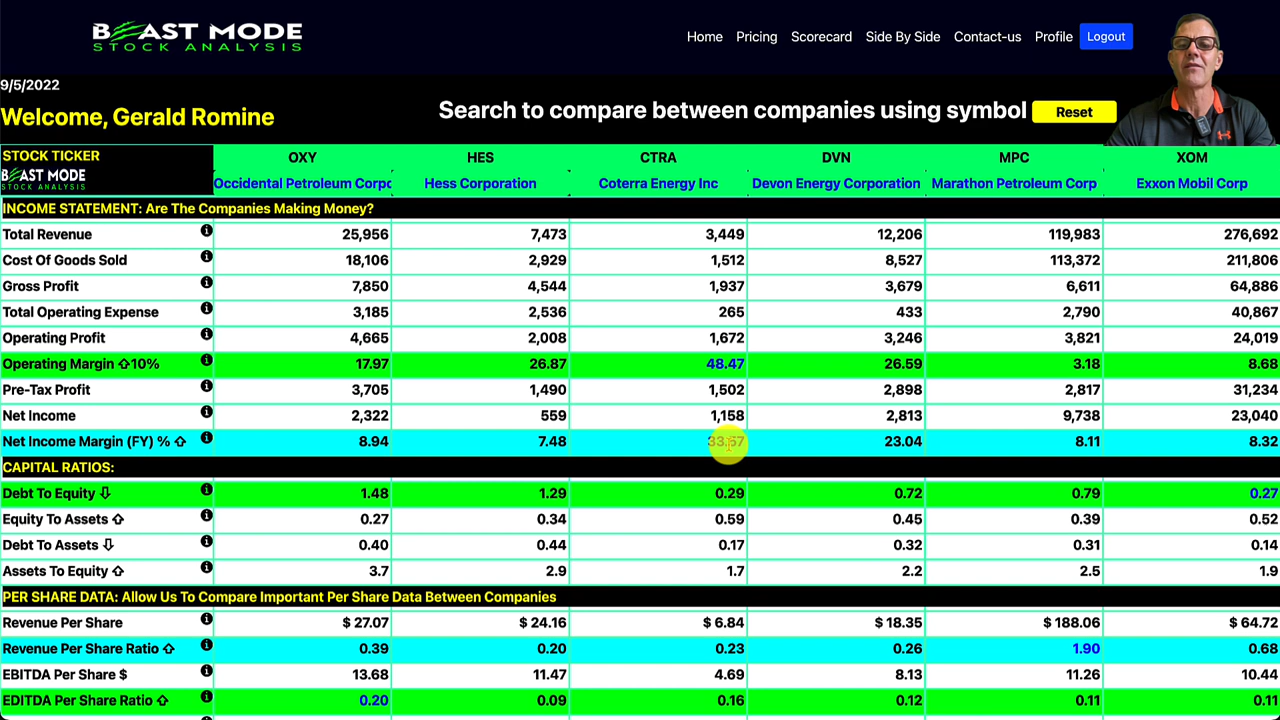 BEAST MODE
STOCK ANALYSIS
Home Pricing Scorecard Side By Side Contact-us Profile Logout
9/5/2022
Welcome, Gerald Romine
Search to compare between companies using symbol Reset
STOCK TICKER OXY HES CTRA DVN MPC XOM
BEAST MODE
STOCK ANALYSIS
Occidental Petroleum Corpo Hess Corporation Coterra Energy Inc Devon Energy Corporation Marathon Petroleum Corp Exxon Mobil Corp
INCOME STATEMENT: Are The Companies Making Money?
Total Revenue 25,956 7,473 3,449 12,206 119,983 276,692
Cost Of Goods Sold 18,106 2,929 1,512 8,527 113,372 211,806
Gross Profit 7,850 4,544 1,937 3,679 6,611 64,886
Total Operating Expense 3,185 2,536 265 433 2,790 40,867
Operating Profit 4,665 2,008 1,672 3,246 3,821 24,019
Operating Margin ⇧10% 17.97 26.87 48.47 26.59 3.18 8.68
Pre-Tax Profit 3,705 1,490 1,502 2,898 2,817 31,234
Net Income 2,322 559 1,158 2,813 9,738 23,040
Net Income Margin (FY) % ⇧ 8.94 7.48 33.57 23.04 8.11 8.32
CAPITAL RATIOS:
Debt To Equity ⇩ 1.48 1.29 0.29 0.72 0.79 0.27
Equity To Assets ⇧ 0.27 0.34 0.59 0.45 0.39 0.52
Debt To Assets ⇩ 0.40 0.44 0.17 0.32 0.31 0.14
Assets To Equity ⇧ 3.7 2.9 1.7 2.2 2.5 1.9
PER SHARE DATA: Allow Us To Compare Important Per Share Data Between Companies
Revenue Per Share $ 27.07 $ 24.16 $ 6.84 $ 18.35 $ 188.06 $ 64.72
Revenue Per Share Ratio ⇧ 0.39 0.20 0.23 0.26 1.90 0.68
EBITDA Per Share $ 13.68 11.47 4.69 8.13 11.26 10.44
EDITDA Per Share Ratio ⇧ 0.20 0.09 0.16 0.12 0.11 0.11